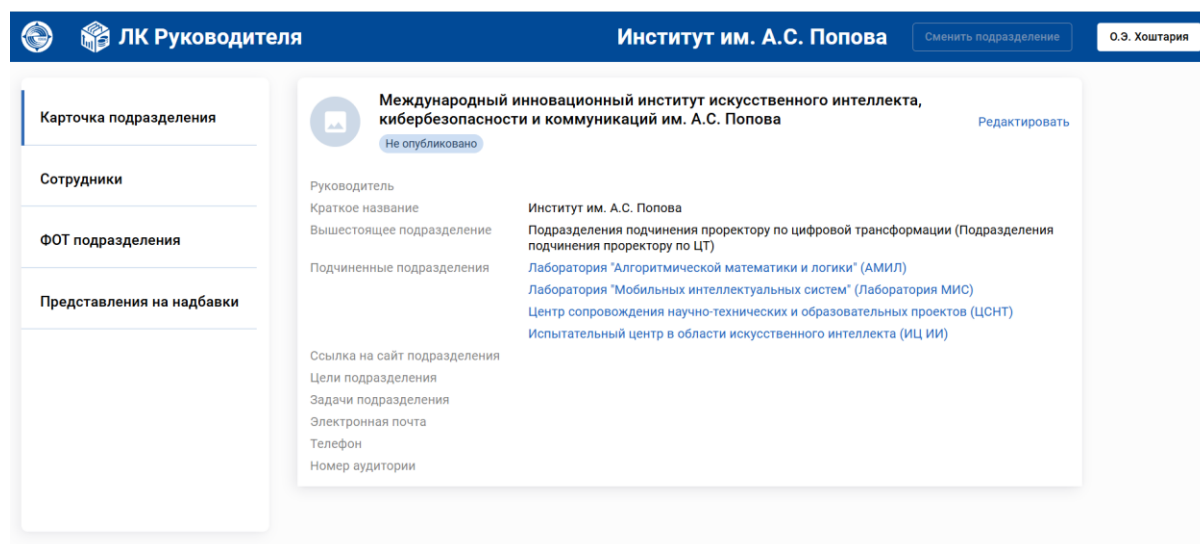 ЛК Руководителя
Институт им. А.С. Попова
Сменить подразделение
О.Э. Хоштария
Карточка подразделения
Сотрудники
ФОТ подразделения
Представления на надбавки
Международный инновационный институт искусственного интеллекта,
кибербезопасности и коммуникаций им. А.С. Попова
Редактировать
Не опубликовано
Руководитель
Краткое название
Институт им. А.С. Попова
Вышестоящее подразделение
Подразделения подчинения проректору по цифровой трансформации (Подразделения
подчинения проректору по ЦТ)
Подчиненные подразделения
Лаборатория "Алгоритмической математики и логики" (АМИЛ)
Лаборатория "Мобильных интеллектуальных систем" (Лаборатория МИС)
Центр сопровождения научно-технических и образовательных проектов (ЦСНТ)
Испытательный центр в области искусственного интеллекта (ИЦ ИИ)
Ссылка на сайт подразделения
Цели подразделения
Задачи подразделения
Электронная почта
Телефон
Номер аудитории